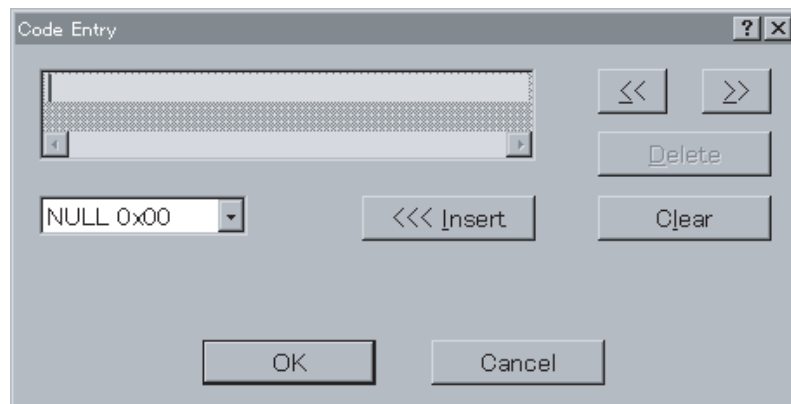 Code Entry
? ×
<< >>
Delete
NULL 0x00
<<< Insert
Clear
OK
Cancel